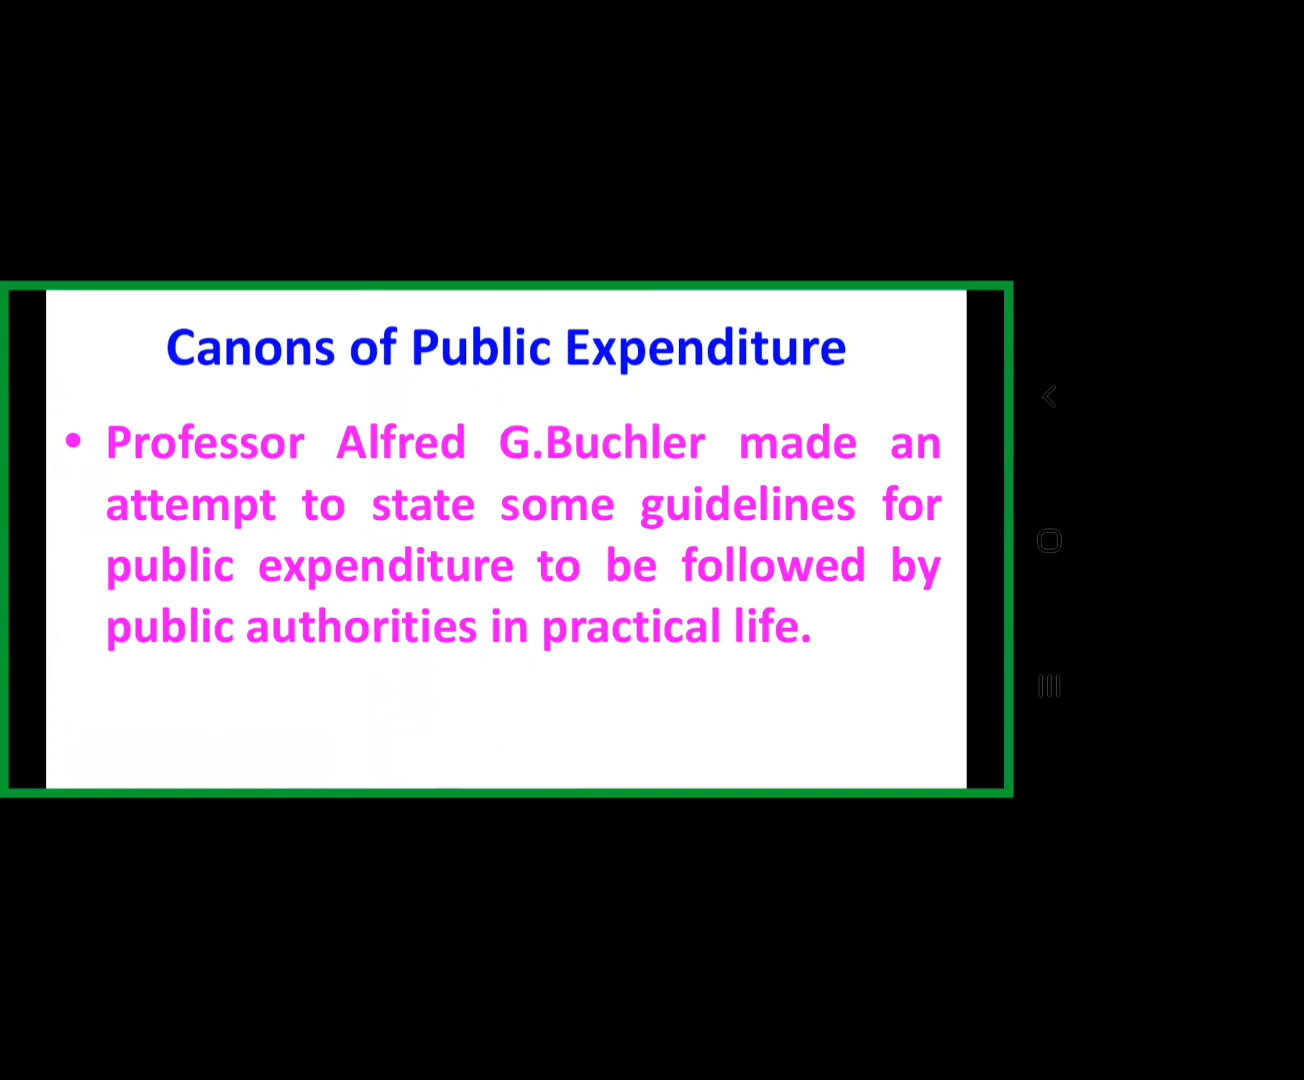 Canons of Public Expenditure
• Professor Alfred G.Buchler made an
attempt to state some guidelines for
public expenditure to be followed by
public authorities in practical life.